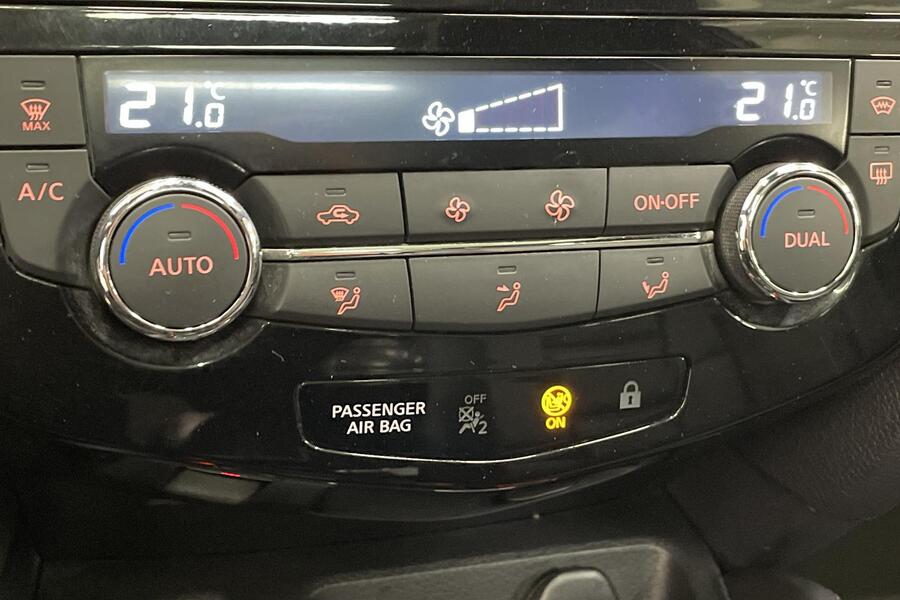 21.0 °C
21.0 °C
MAX
A/C
ON·OFF
AUTO
DUAL
PASSENGER
AIR BAG
OFF
2
ON